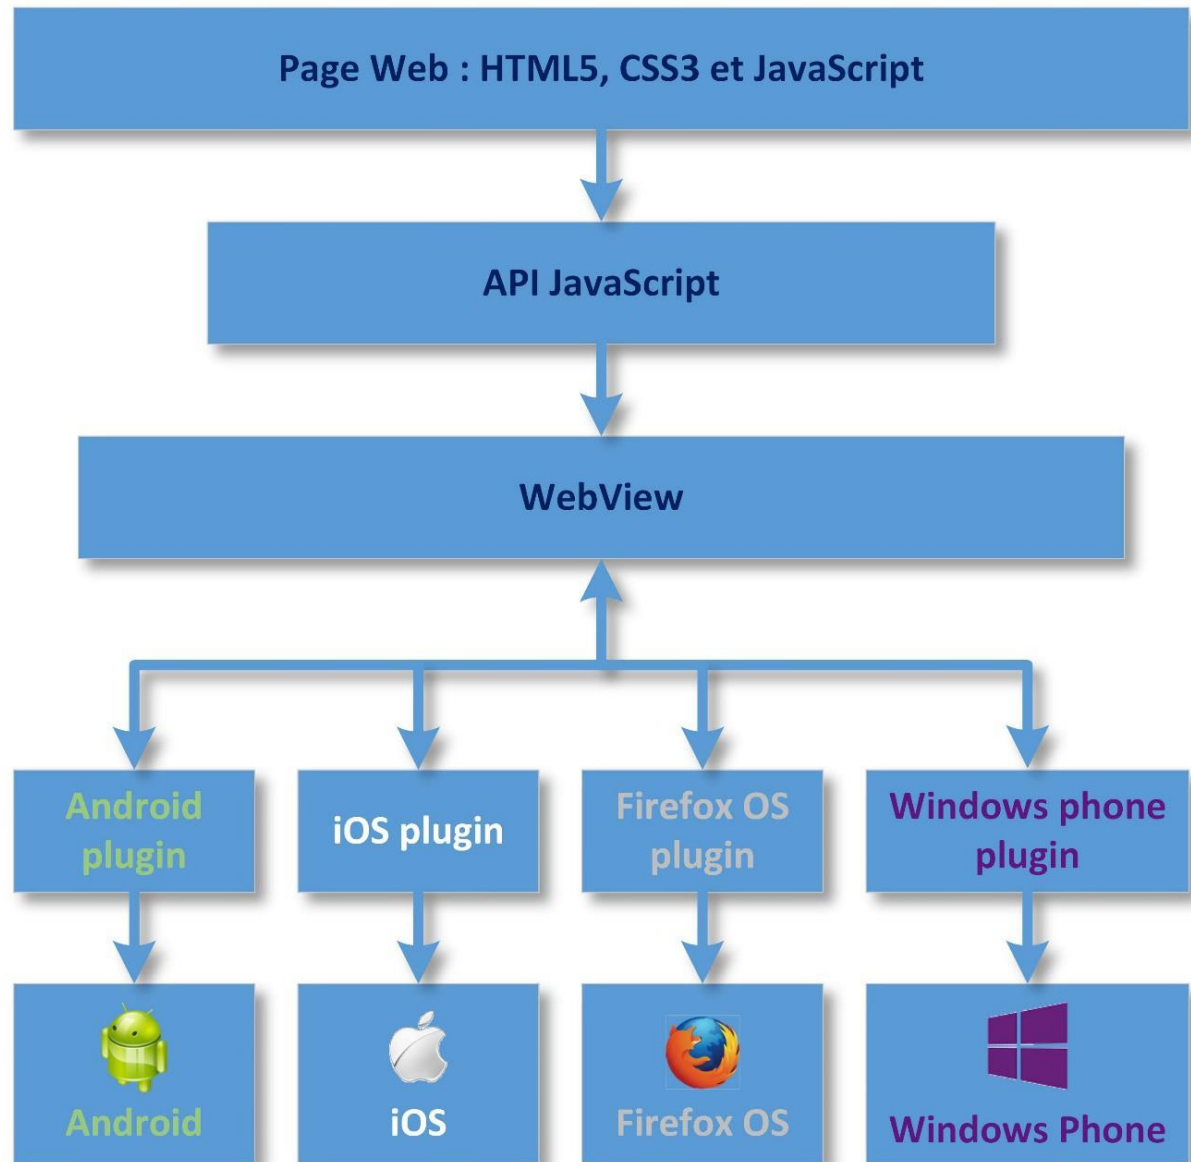 Page Web : HTML5, CSS3 et JavaScript
API JavaScript
WebView
Android
plugin
iOS plugin
Firefox OS
plugin
Windows phone
plugin
Android
iOS
Firefox OS
Windows Phone